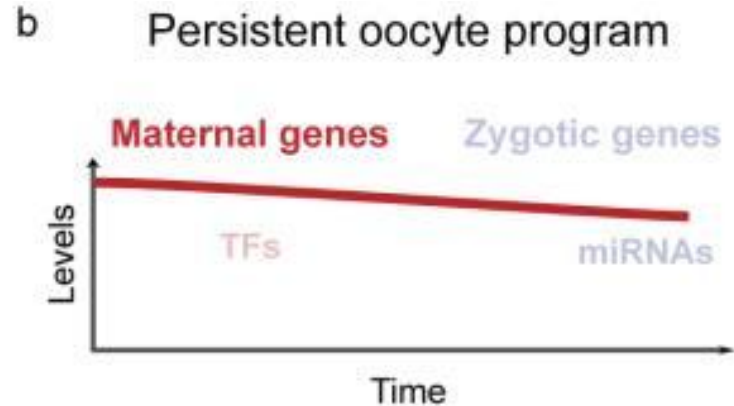 b
Persistent oocyte program
Maternal genes
Zygotic genes
Levels
TFs
miRNAs
Time